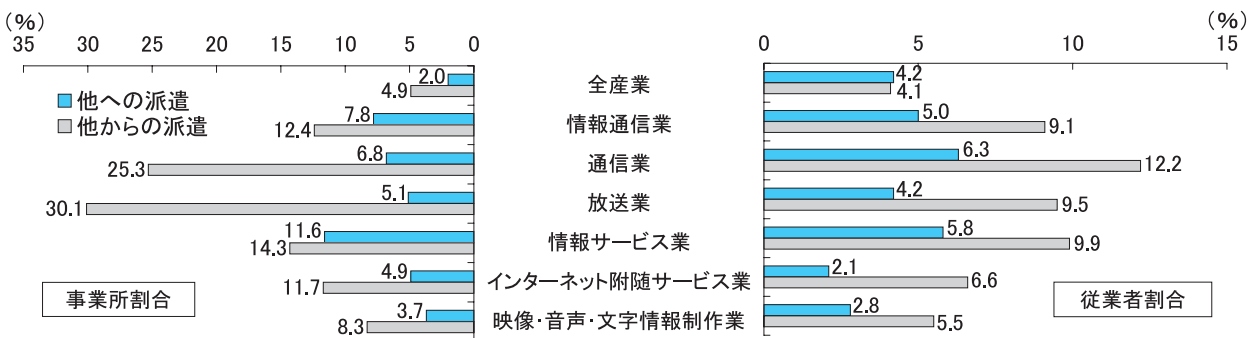 (%)
35 30 25 20 15 10 5 0
(%)
0 5 10 15
他への派遣
他からの派遣
2.0 全産業 4.2
4.9 4.1
7.8 情報通信業 5.0
12.4 9.1
6.8 通信業 6.3
25.3 12.2
5.1 放送業 4.2
30.1 9.5
11.6 情報サービス業 5.8
14.3 9.9
4.9 インターネット附随サービス業 2.1
11.7 6.6
3.7 映像・音声・文字情報制作業 2.8
8.3 5.5
事業所割合
従業者割合